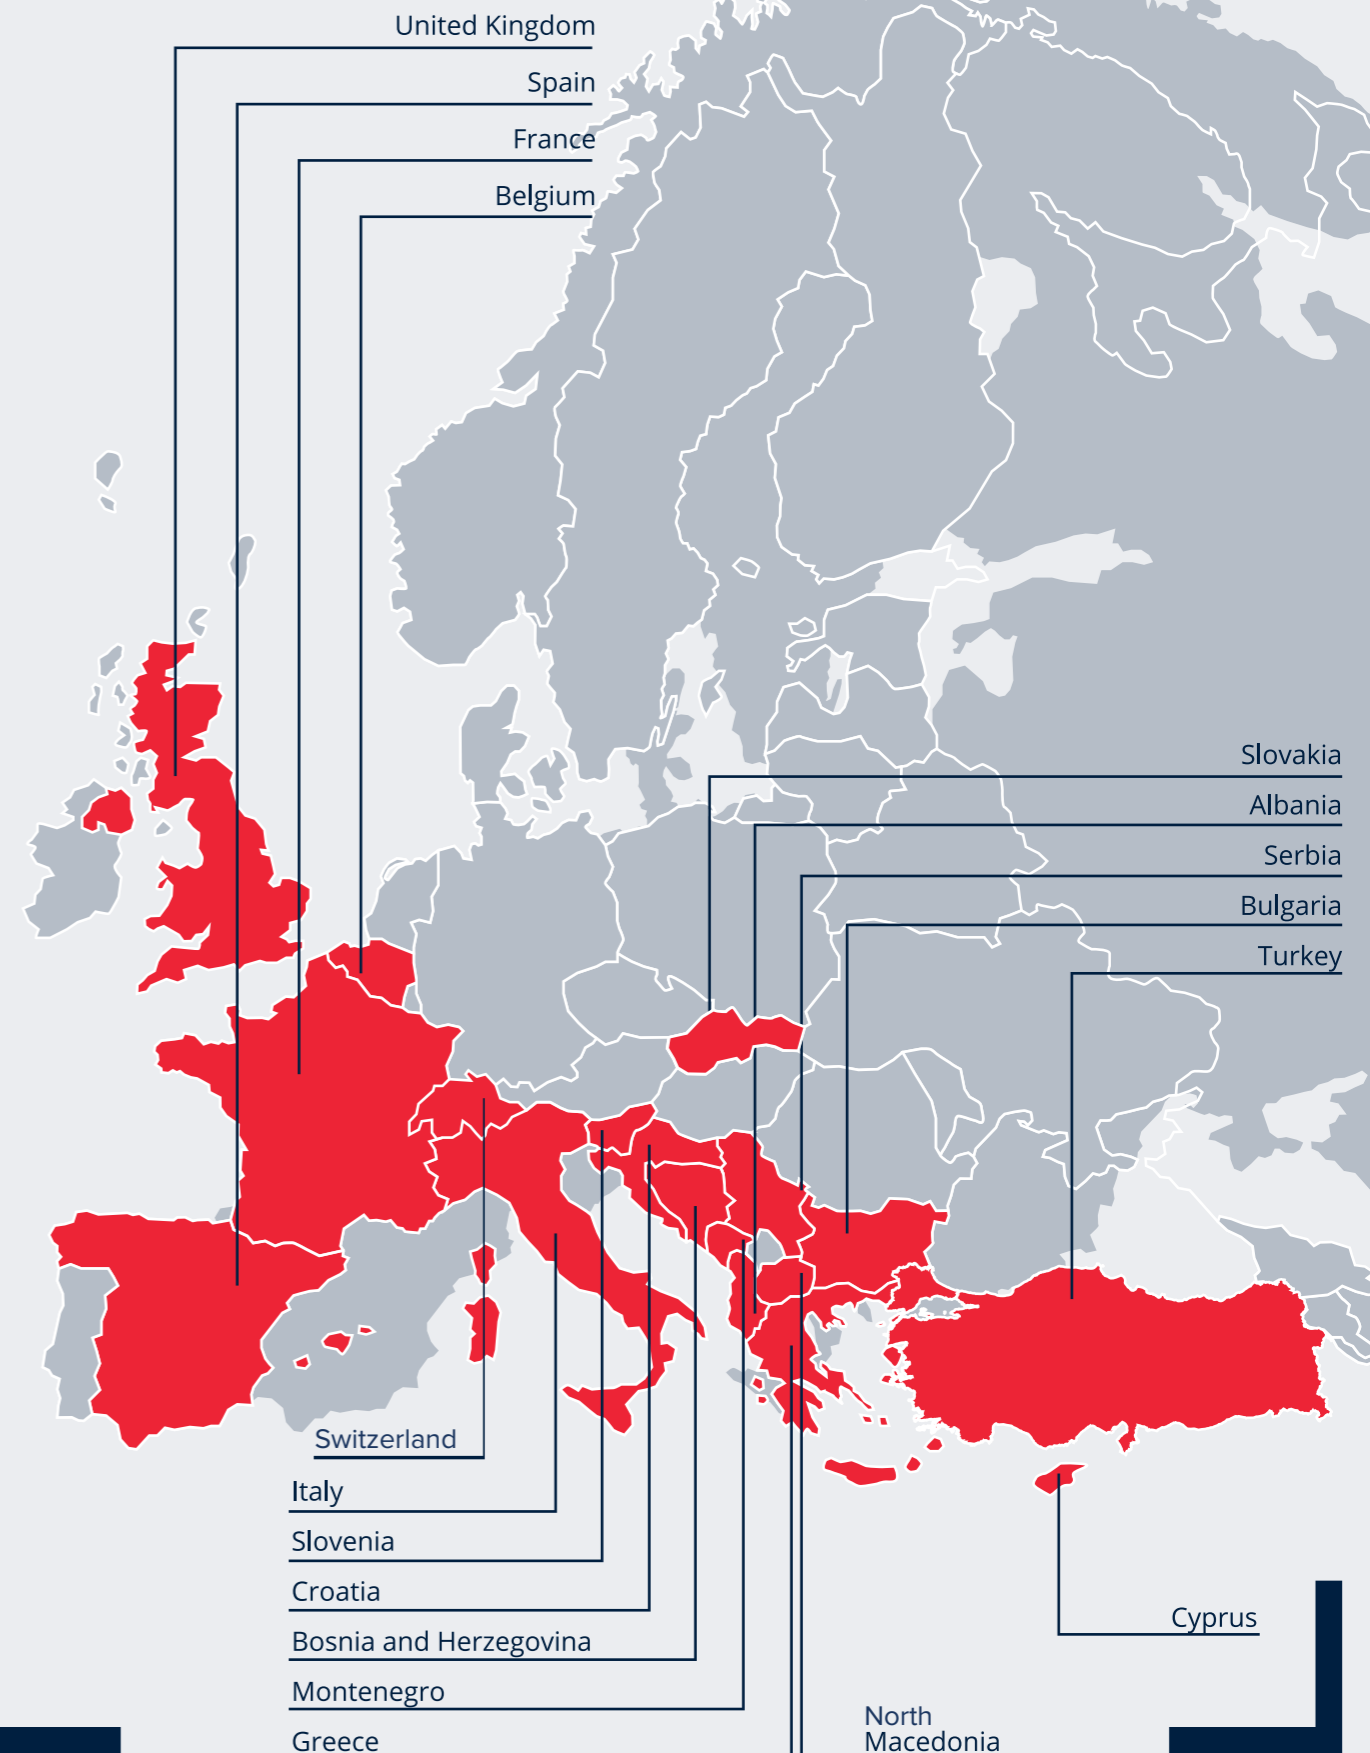 United Kingdom
Spain
France
Belgium
Slovakia
Albania
Serbia
Bulgaria
Turkey
Switzerland
Italy
Slovenia
Croatia
Bosnia and Herzegovina
Montenegro
Greece
Cyprus
North
Macedonia